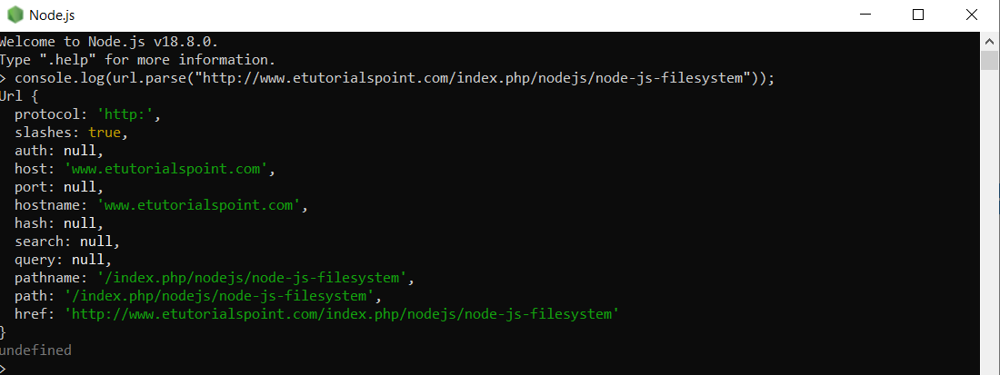 Node.js
Welcome to Node.js v18.8.0.
Type ".help" for more information.
> console.log(url.parse("http://www.etutorialspoint.com/index.php/nodejs/node-js-filesystem"));
Url {
  protocol: 'http:',
  slashes: true,
  auth: null,
  host: 'www.etutorialspoint.com',
  port: null,
  hostname: 'www.etutorialspoint.com',
  hash: null,
  search: null,
  query: null,
  pathname: '/index.php/nodejs/node-js-filesystem',
  path: '/index.php/nodejs/node-js-filesystem',
  href: 'http://www.etutorialspoint.com/index.php/nodejs/node-js-filesystem'
}
undefined
>